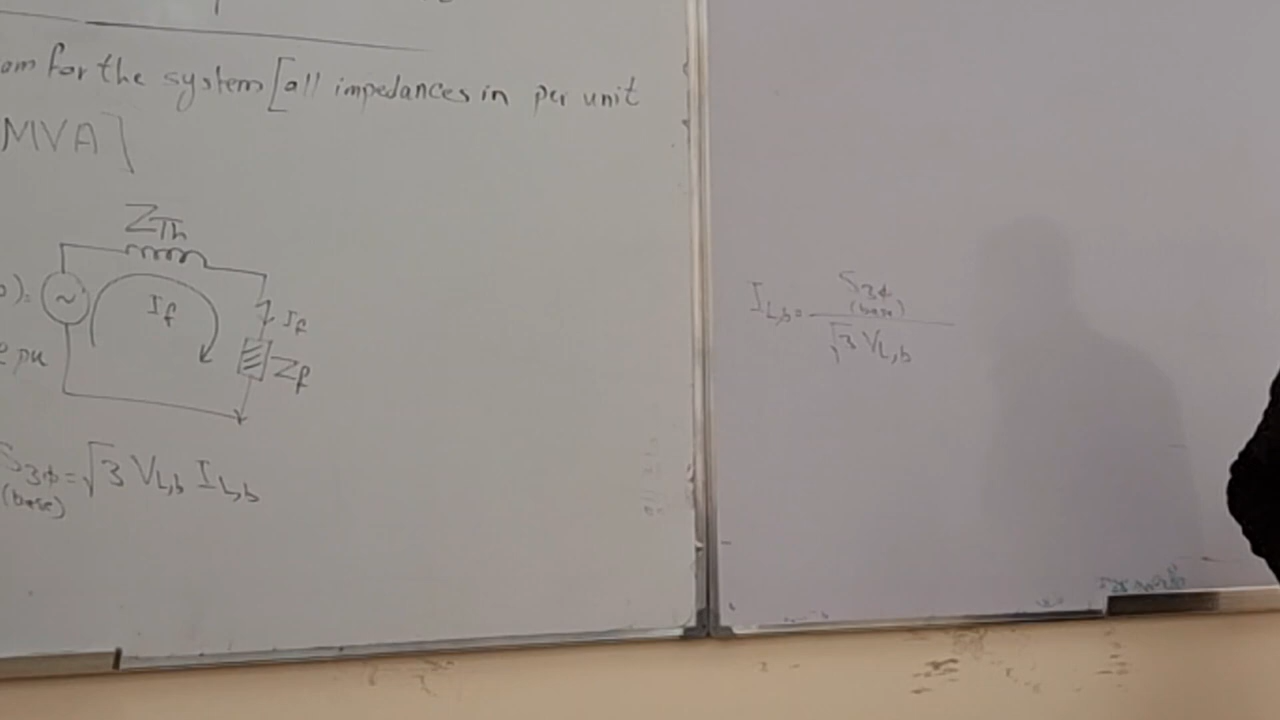 for the system [all impedances in per unit
MVA]
Z_Th
I_f
I_f
Z_f
pu
S_3φ = √3 V_L,b I_L,b
(base)
I_L,b = S_3φ (base) / √3 V_L,b